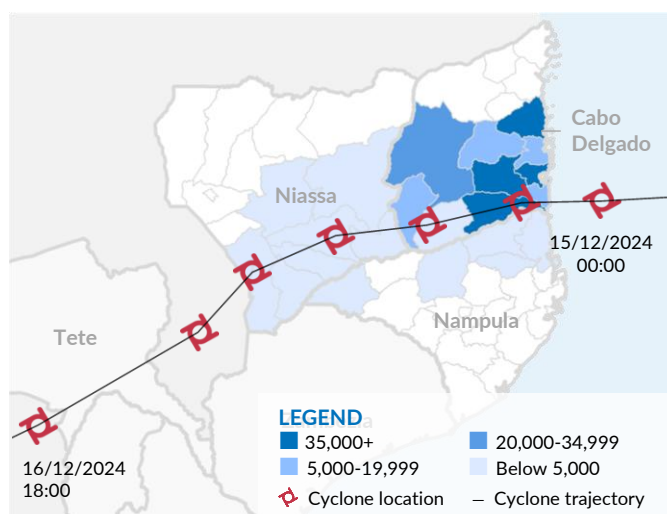 Cabo
Delgado
Niassa
15/12/2024
00:00
Nampula
Tete
16/12/2024
18:00
LEGEND
35,000+
20,000-34,999
5,000-19,999
Below 5,000
Cyclone location
Cyclone trajectory